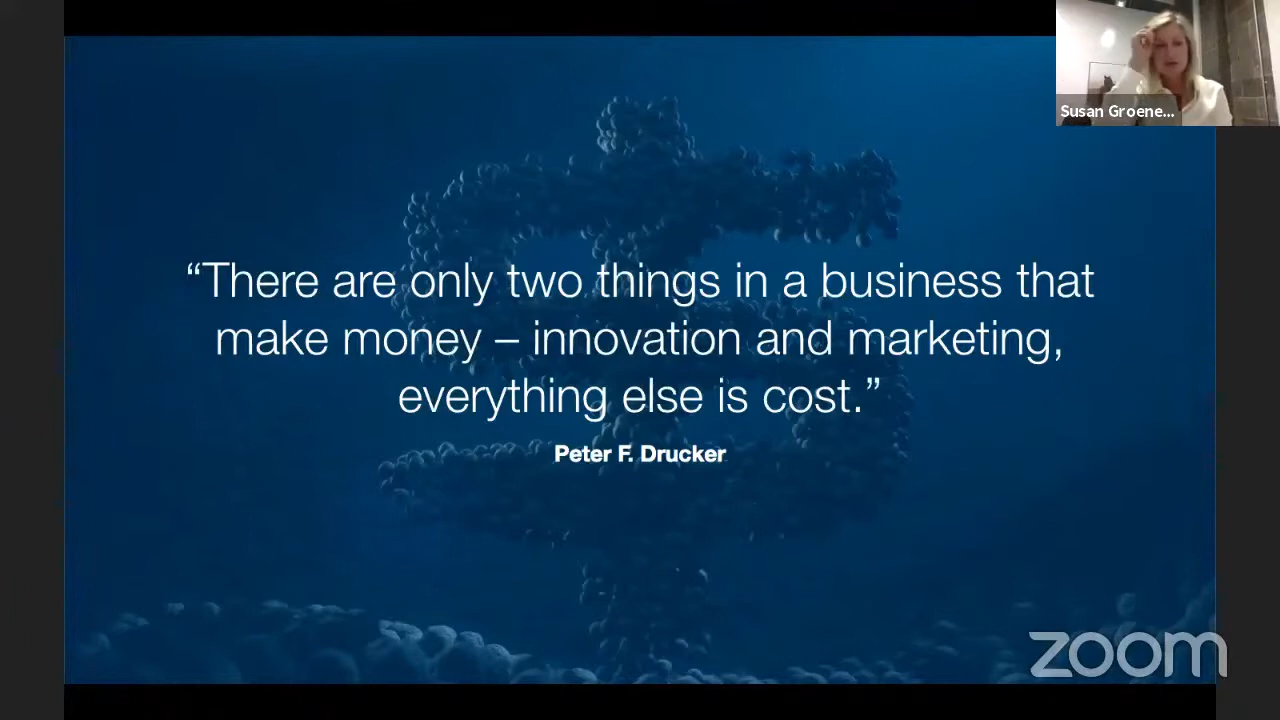 Susan Groene...
“There are only two things in a business that
make money – innovation and marketing,
everything else is cost.”
Peter F. Drucker
zoom